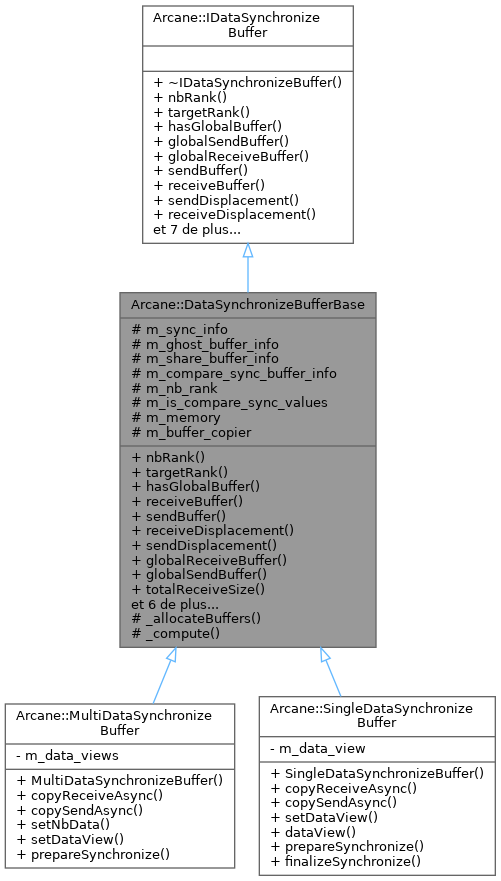 Arcane::IDataSynchronize
Buffer
+ ~IDataSynchronizeBuffer()
+ nbRank()
+ targetRank()
+ hasGlobalBuffer()
+ globalSendBuffer()
+ globalReceiveBuffer()
+ sendBuffer()
+ receiveBuffer()
+ sendDisplacement()
+ receiveDisplacement()
et 7 de plus...
Arcane::DataSynchronizeBufferBase
# m_sync_info
# m_ghost_buffer_info
# m_share_buffer_info
# m_compare_sync_buffer_info
# m_nb_rank
# m_is_compare_sync_values
# m_memory
# m_buffer_copier
+ nbRank()
+ targetRank()
+ hasGlobalBuffer()
+ receiveBuffer()
+ sendBuffer()
+ receiveDisplacement()
+ sendDisplacement()
+ globalReceiveBuffer()
+ globalSendBuffer()
+ totalReceiveSize()
et 6 de plus...
# _allocateBuffers()
# _compute()
Arcane::MultiDataSynchronize
Buffer
- m_data_views
+ MultiDataSynchronizeBuffer()
+ copyReceiveAsync()
+ copySendAsync()
+ setNbData()
+ setDataView()
+ prepareSynchronize()
Arcane::SingleDataSynchronize
Buffer
- m_data_view
+ SingleDataSynchronizeBuffer()
+ copyReceiveAsync()
+ copySendAsync()
+ setDataView()
+ dataView()
+ prepareSynchronize()
+ finalizeSynchronize()